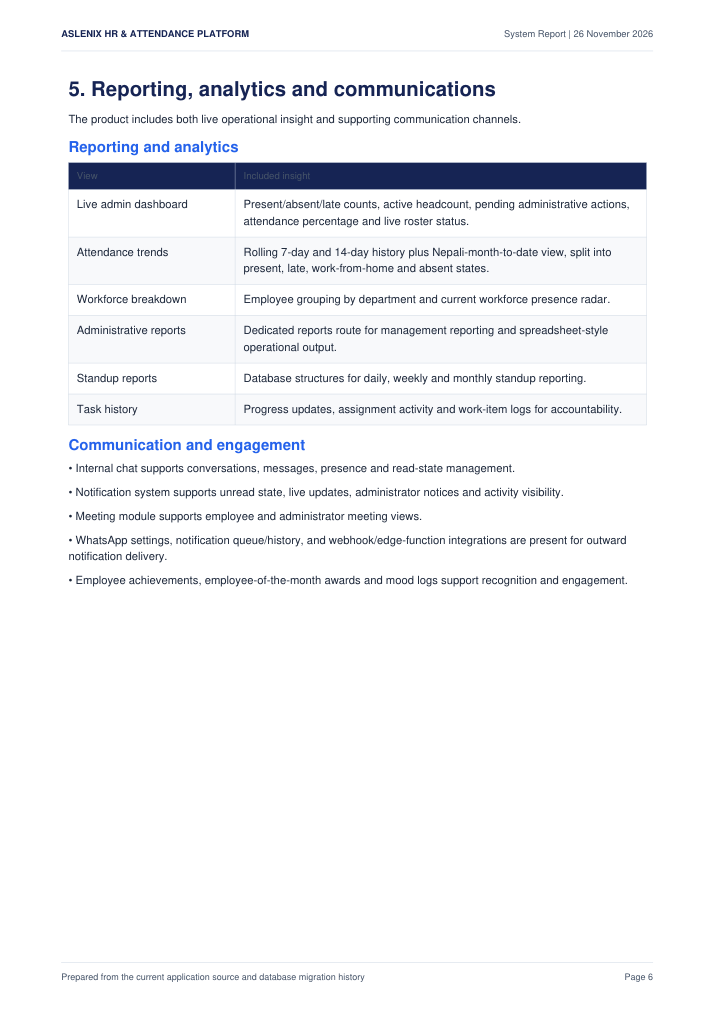 ASLENIX HR & ATTENDANCE PLATFORM
System Report | 26 November 2026
5. Reporting, analytics and communications
The product includes both live operational insight and supporting communication channels.
Reporting and analytics
View
Included insight
Live admin dashboard
Present/absent/late counts, active headcount, pending administrative actions,
attendance percentage and live roster status.
Attendance trends
Rolling 7-day and 14-day history plus Nepali-month-to-date view, split into
present, late, work-from-home and absent states.
Workforce breakdown
Employee grouping by department and current workforce presence radar.
Administrative reports
Dedicated reports route for management reporting and spreadsheet-style
operational output.
Standup reports
Database structures for daily, weekly and monthly standup reporting.
Task history
Progress updates, assignment activity and work-item logs for accountability.
Communication and engagement
• Internal chat supports conversations, messages, presence and read-state management.
• Notification system supports unread state, live updates, administrator notices and activity visibility.
• Meeting module supports employee and administrator meeting views.
• WhatsApp settings, notification queue/history, and webhook/edge-function integrations are present for outward
notification delivery.
• Employee achievements, employee-of-the-month awards and mood logs support recognition and engagement.
Prepared from the current application source and database migration history
Page 6